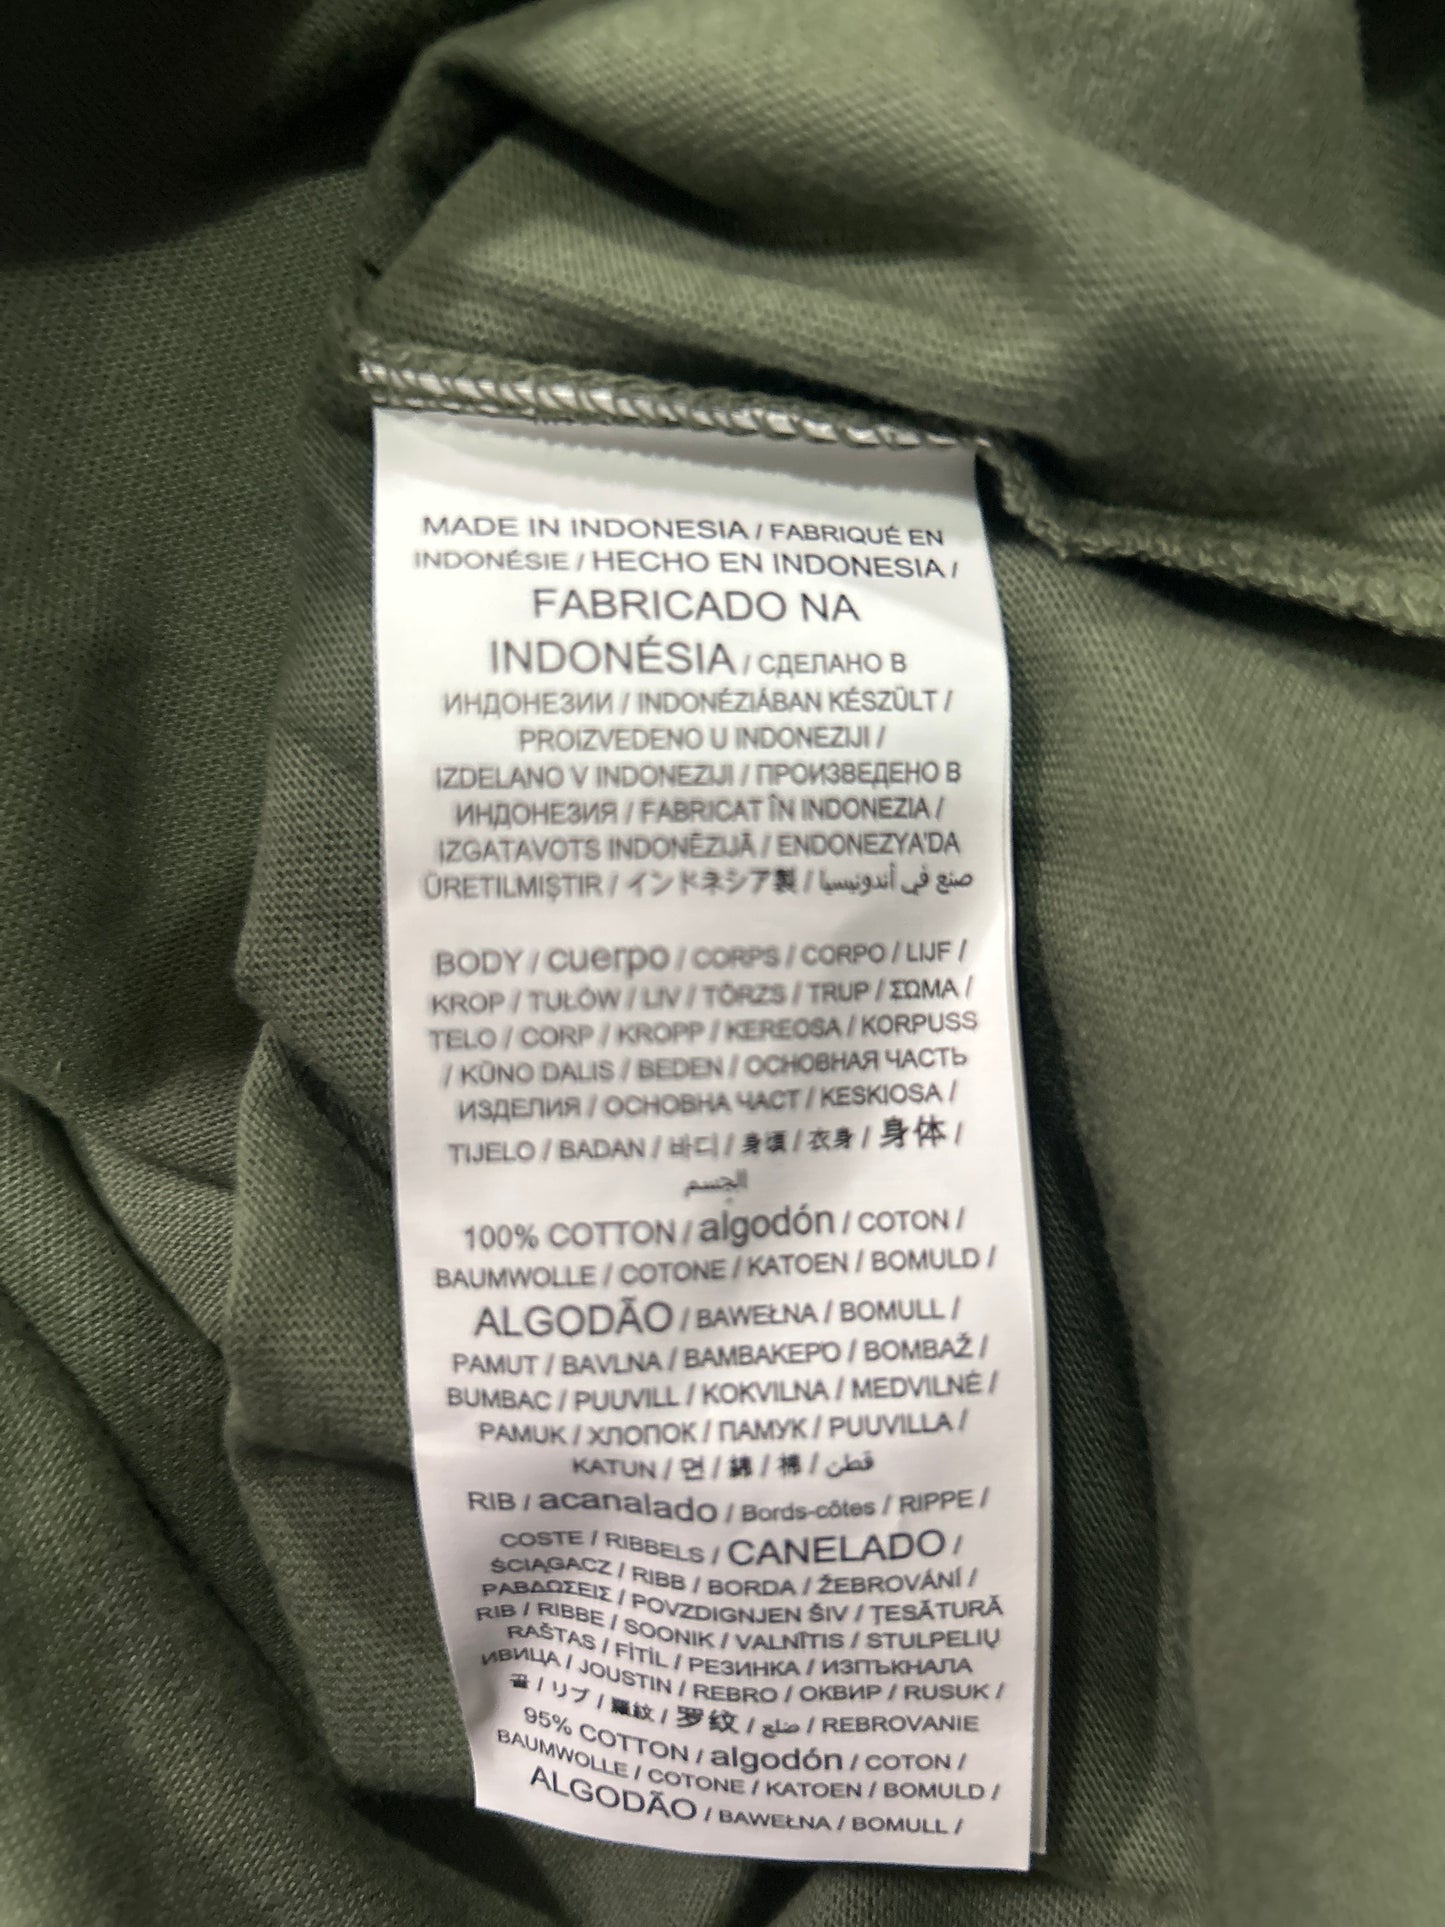 MADE IN INDONESIA / FABRIQUÉ EN
INDONÉSIE / HECHO EN INDONESIA /
FABRICADO NA
INDONÉSIA / СДЕЛАНО В
ИНДОНЕЗИИ / INDONÉZIÁBAN KÉSZÜLT /
PROIZVEDENO U INDONEZIJI /
IZDELANO V INDONEZIJI / ПРОИЗВЕДЕНО В
ИНДОНЕЗИЯ / FABRICAT ÎN INDONEZIA /
IZGATAVOTS INDONĒZIJĀ / ENDONEZYA'DA
ÜRETILMIŞTIR / インドネシア製 / صنع في أندونيسيا
BODY / cuerpo / CORPS / CORPO / LIJF /
KROP / TUŁÓW / LIV / TÖRZS / TRUP / ΣΩΜΑ /
TELO / CORP / KROPP / KEREOSA / KORPUSS
/ KŪNO DALIS / BEDEN / ОСНОВНАЯ ЧАСТЬ
ИЗДЕЛИЯ / ОСНОВНА ЧАСТ / KESKIOSA /
TIJELO / BADAN / 바디 / 身頃 / 衣身 / 身体 /
الجسم
100% COTTON / algodón / COTON /
BAUMWOLLE / COTONE / KATOEN / BOMULD /
ALGODÃO / BAWEŁNA / BOMULL /
PAMUT / BAVLNA / ΒΑΜΒΑΚΕΡΌ / BOMBAŽ /
BUMBAC / PUUVILL / KOKVILNA / MEDVILNĖ /
PAMUK / ХЛОПОК / ПАМУК / PUUVILLA /
KATUN / 면 / 綿 / 棉 / قطن
RIB / acanalado / Bords-côtes / RIPPE /
COSTE / RIBBELS / CANELADO /
ŚCIĄGACZ / RIBB / BORDA / ŽEBROVÁNÍ /
ΡΑΒΔΩΣΕΙΣ / POVZDIGNJEN ŠIV / ȚESĂTURĂ
RIB / RIBBE / SOONIK / VALNĪTIS / STULPELIŲ
RAŠTAS / FİTİL / РЕЗИНКА / ИЗПЪКНАЛА
ИВИЦА / JOUSTIN / REBRO / ОКВИР / RUSUK /
골 / リブ / 羅紋 / 罗纹 / ضلع / REBROVANIE
95% COTTON / algodón / COTON /
BAUMWOLLE / COTONE / KATOEN / BOMULD /
ALGODÃO / BAWEŁNA / BOMULL /